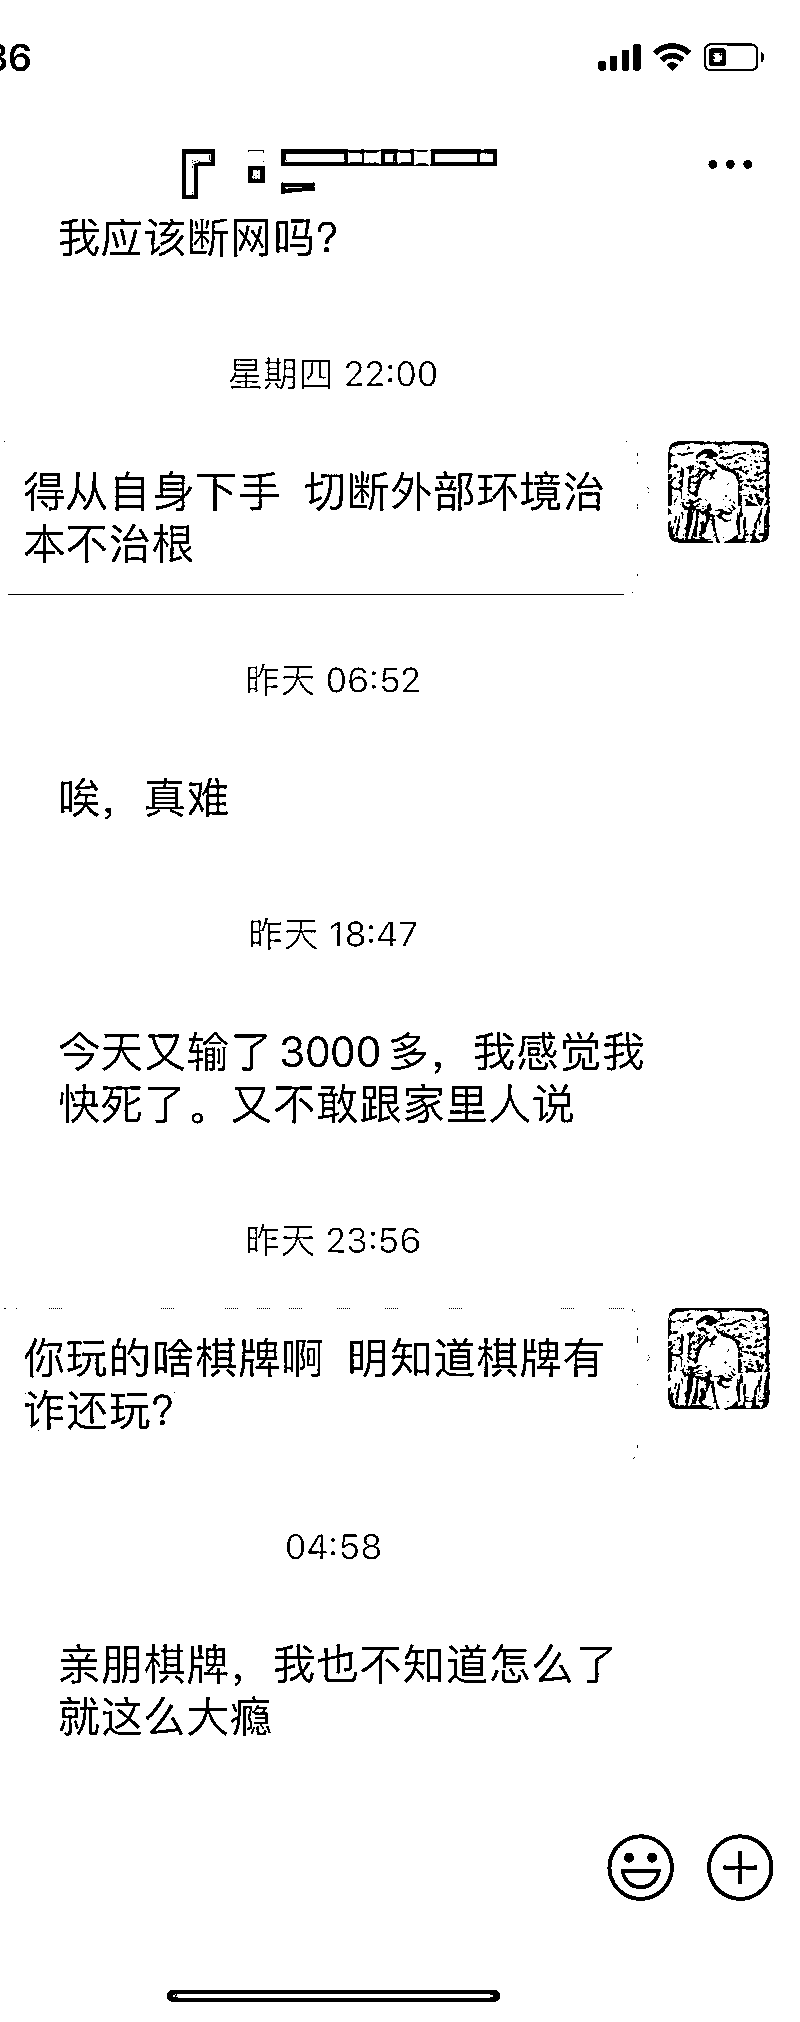 36
我应该断网吗？
星期四 22:00
得从自身下手 切断外部环境治
本不治根
昨天 06:52
唉，真难
昨天 18:47
今天又输了3000多，我感觉我
快死了。又不敢跟家里人说
昨天 23:56
你玩的啥棋牌啊 明知道棋牌有
诈还玩？
04:58
亲朋棋牌，我也不知道怎么了
就这么大瘾